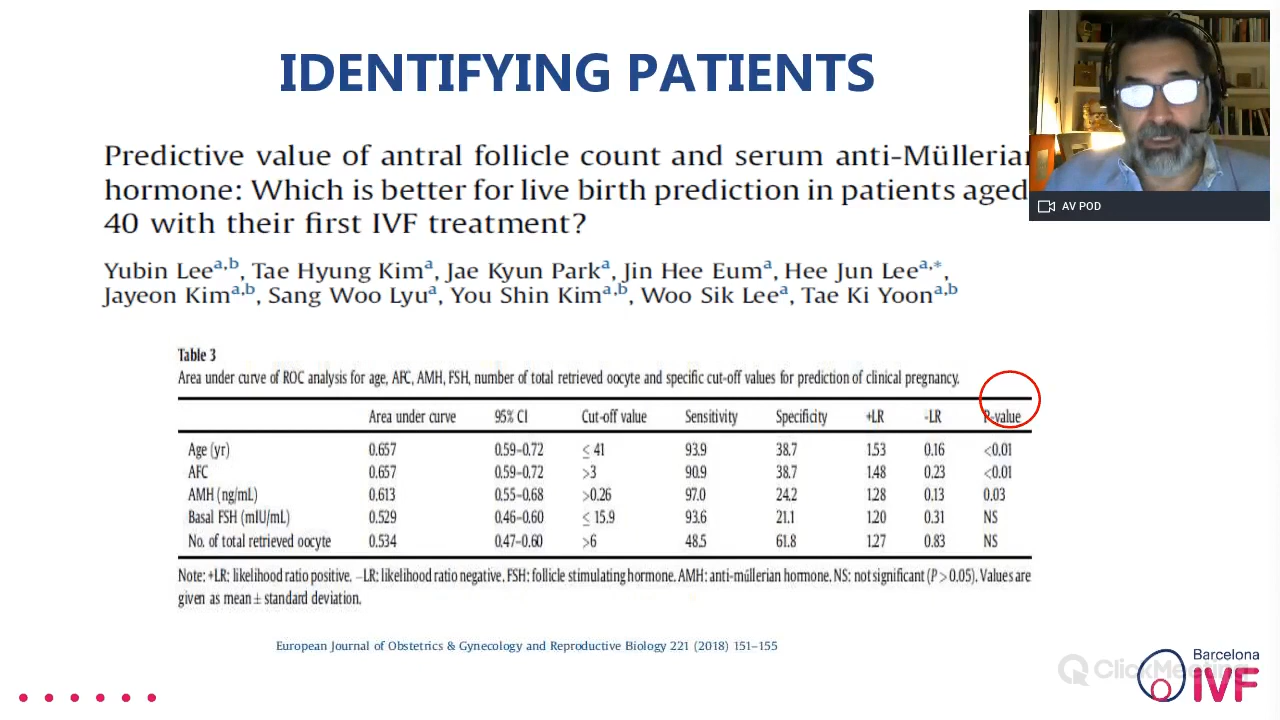 IDENTIFYING PATIENTS
AV POD
Predictive value of antral follicle count and serum anti-Müllerian
hormone: Which is better for live birth prediction in patients aged
40 with their first IVF treatment?
Yubin Leeᵃ,ᵇ, Tae Hyung Kimᵃ, Jae Kyun Parkᵃ, Jin Hee Eumᵃ, Hee Jun Leeᵃ,*,
Jayeon Kimᵃ,ᵇ, Sang Woo Lyuᵃ, You Shin Kimᵃ,ᵇ, Woo Sik Leeᵃ, Tae Ki Yoonᵃ,ᵇ
Table 3
Area under curve of ROC analysis for age, AFC, AMH, FSH, number of total retrieved oocyte and specific cut-off values for prediction of clinical pregnancy.
Area under curve 95% CI Cut-off value Sensitivity Specificity +LR -LR P-value
Age (yr) 0.657 0.59–0.72 ≤ 41 93.9 38.7 1.53 0.16 <0.01
AFC 0.657 0.59–0.72 >3 90.9 38.7 1.48 0.23 <0.01
AMH (ng/mL) 0.613 0.55–0.68 >0.26 97.0 24.2 1.28 0.13 0.03
Basal FSH (mIU/mL) 0.529 0.46–0.60 ≤ 15.9 93.6 21.1 1.20 0.31 NS
No. of total retrieved oocyte 0.534 0.47–0.60 >6 48.5 61.8 1.27 0.83 NS
Note: +LR: likelihood ratio positive. –LR: likelihood ratio negative. FSH: follicle stimulating hormone. AMH: anti-müllerian hormone. NS: not significant (P > 0.05). Values are
given as mean ± standard deviation.
European Journal of Obstetrics & Gynecology and Reproductive Biology 221 (2018) 151–155
ClickMeeting
Barcelona
IVF